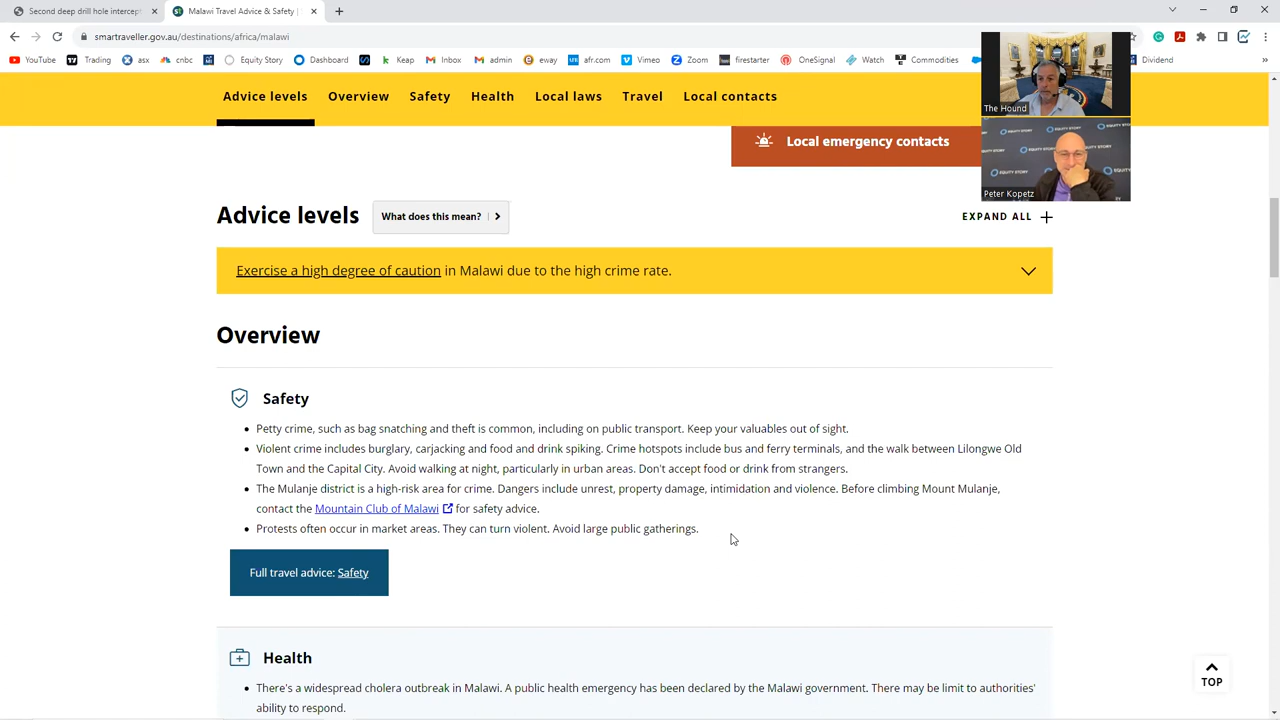 Second deep drill hole intercept
Malawi Travel Advice & Safety |
smartraveller.gov.au/destinations/africa/malawi
YouTube Trading asx cnbc Equity Story Dashboard Keap Inbox admin eway afr.com Vimeo Zoom firestarter OneSignal Watch Commodities Dividend
Advice levels Overview Safety Health Local laws Travel Local contacts
The Hound
Local emergency contacts
EQUITY STORY
Peter Kopetz
Advice levels What does this mean? EXPAND ALL
Exercise a high degree of caution in Malawi due to the high crime rate.
Overview
Safety
Petty crime, such as bag snatching and theft is common, including on public transport. Keep your valuables out of sight.
Violent crime includes burglary, carjacking and food and drink spiking. Crime hotspots include bus and ferry terminals, and the walk between Lilongwe Old
Town and the Capital City. Avoid walking at night, particularly in urban areas. Don't accept food or drink from strangers.
The Mulanje district is a high-risk area for crime. Dangers include unrest, property damage, intimidation and violence. Before climbing Mount Mulanje,
contact the Mountain Club of Malawi for safety advice.
Protests often occur in market areas. They can turn violent. Avoid large public gatherings.
Full travel advice: Safety
Health
There's a widespread cholera outbreak in Malawi. A public health emergency has been declared by the Malawi government. There may be limit to authorities'
ability to respond.
TOP